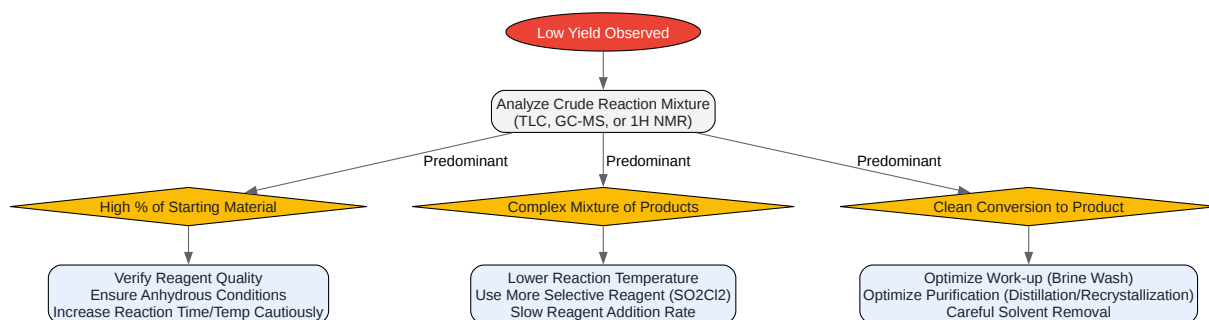 Low Yield Observed
Analyze Crude Reaction Mixture
(TLC, GC-MS, or 1H NMR)
Predominant
Predominant
Predominant
High % of Starting Material
Complex Mixture of Products
Clean Conversion to Product
Verify Reagent Quality
Ensure Anhydrous Conditions
Increase Reaction Time/Temp Cautiously
Lower Reaction Temperature
Use More Selective Reagent (SO2Cl2)
Slow Reagent Addition Rate
Optimize Work-up (Brine Wash)
Optimize Purification (Distillation/Recrystallization)
Careful Solvent Removal